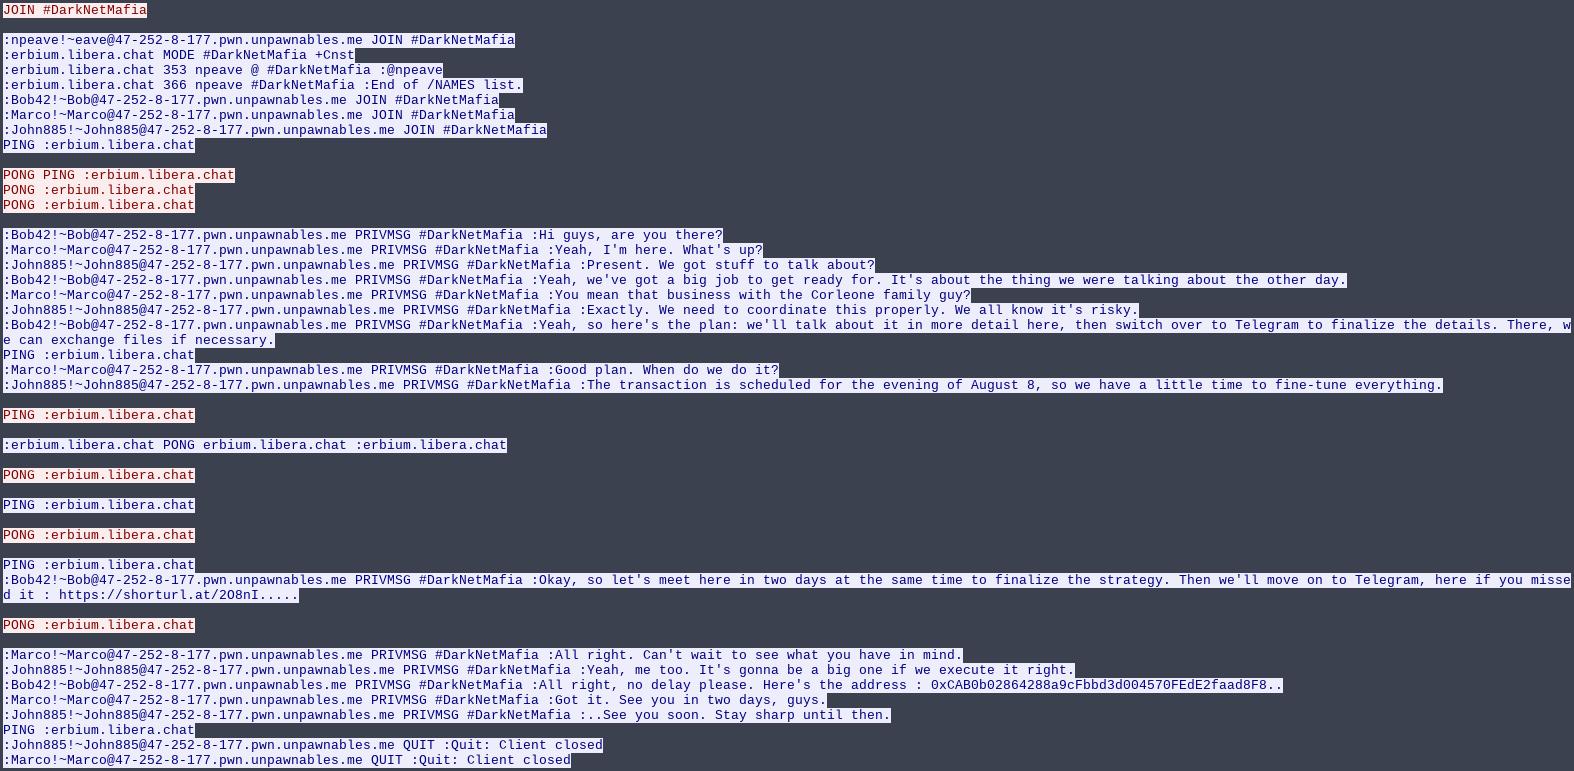 JOIN #DarkNetMafia
:npeave!~eave@47-252-8-177.pwn.unpawnables.me JOIN #DarkNetMafia
:erbium.libera.chat MODE #DarkNetMafia +Cnst
:erbium.libera.chat 353 npeave @ #DarkNetMafia :@npeave
:erbium.libera.chat 366 npeave #DarkNetMafia :End of /NAMES list.
:Bob42!~Bob@47-252-8-177.pwn.unpawnables.me JOIN #DarkNetMafia
:Marco!~Marco@47-252-8-177.pwn.unpawnables.me JOIN #DarkNetMafia
:John885!~John885@47-252-8-177.pwn.unpawnables.me JOIN #DarkNetMafia
PING :erbium.libera.chat
PONG PING :erbium.libera.chat
PONG :erbium.libera.chat
PONG :erbium.libera.chat
:Bob42!~Bob@47-252-8-177.pwn.unpawnables.me PRIVMSG #DarkNetMafia :Hi guys, are you there?
:Marco!~Marco@47-252-8-177.pwn.unpawnables.me PRIVMSG #DarkNetMafia :Yeah, I'm here. What's up?
:John885!~John885@47-252-8-177.pwn.unpawnables.me PRIVMSG #DarkNetMafia :Present. We got stuff to talk about?
:Bob42!~Bob@47-252-8-177.pwn.unpawnables.me PRIVMSG #DarkNetMafia :Yeah, we've got a big job to get ready for. It's about the thing we were talking about the other day.
:Marco!~Marco@47-252-8-177.pwn.unpawnables.me PRIVMSG #DarkNetMafia :You mean that business with the Corleone family guy?
:John885!~John885@47-252-8-177.pwn.unpawnables.me PRIVMSG #DarkNetMafia :Exactly. We need to coordinate this properly. We all know it's risky.
:Bob42!~Bob@47-252-8-177.pwn.unpawnables.me PRIVMSG #DarkNetMafia :Yeah, so here's the plan: we'll talk about it in more detail here, then switch over to Telegram to finalize the details. There, w
e can exchange files if necessary.
PING :erbium.libera.chat
:Marco!~Marco@47-252-8-177.pwn.unpawnables.me PRIVMSG #DarkNetMafia :Good plan. When do we do it?
:John885!~John885@47-252-8-177.pwn.unpawnables.me PRIVMSG #DarkNetMafia :The transaction is scheduled for the evening of August 8, so we have a little time to fine-tune everything.
PING :erbium.libera.chat
:erbium.libera.chat PONG erbium.libera.chat :erbium.libera.chat
PONG :erbium.libera.chat
PING :erbium.libera.chat
PONG :erbium.libera.chat
PING :erbium.libera.chat
:Bob42!~Bob@47-252-8-177.pwn.unpawnables.me PRIVMSG #DarkNetMafia :Okay, so let's meet here in two days at the same time to finalize the strategy. Then we'll move on to Telegram, here if you misse
d it : https://shorturl.at/2O8nI.....
PONG :erbium.libera.chat
:Marco!~Marco@47-252-8-177.pwn.unpawnables.me PRIVMSG #DarkNetMafia :All right. Can't wait to see what you have in mind.
:John885!~John885@47-252-8-177.pwn.unpawnables.me PRIVMSG #DarkNetMafia :Yeah, me too. It's gonna be a big one if we execute it right.
:Bob42!~Bob@47-252-8-177.pwn.unpawnables.me PRIVMSG #DarkNetMafia :All right, no delay please. Here's the address : 0xCAB0b02864288a9cFbbd3d004570FEdE2faad8F8..
:Marco!~Marco@47-252-8-177.pwn.unpawnables.me PRIVMSG #DarkNetMafia :Got it. See you in two days, guys.
:John885!~John885@47-252-8-177.pwn.unpawnables.me PRIVMSG #DarkNetMafia :..See you soon. Stay sharp until then.
PING :erbium.libera.chat
:John885!~John885@47-252-8-177.pwn.unpawnables.me QUIT :Quit: Client closed
:Marco!~Marco@47-252-8-177.pwn.unpawnables.me QUIT :Quit: Client closed